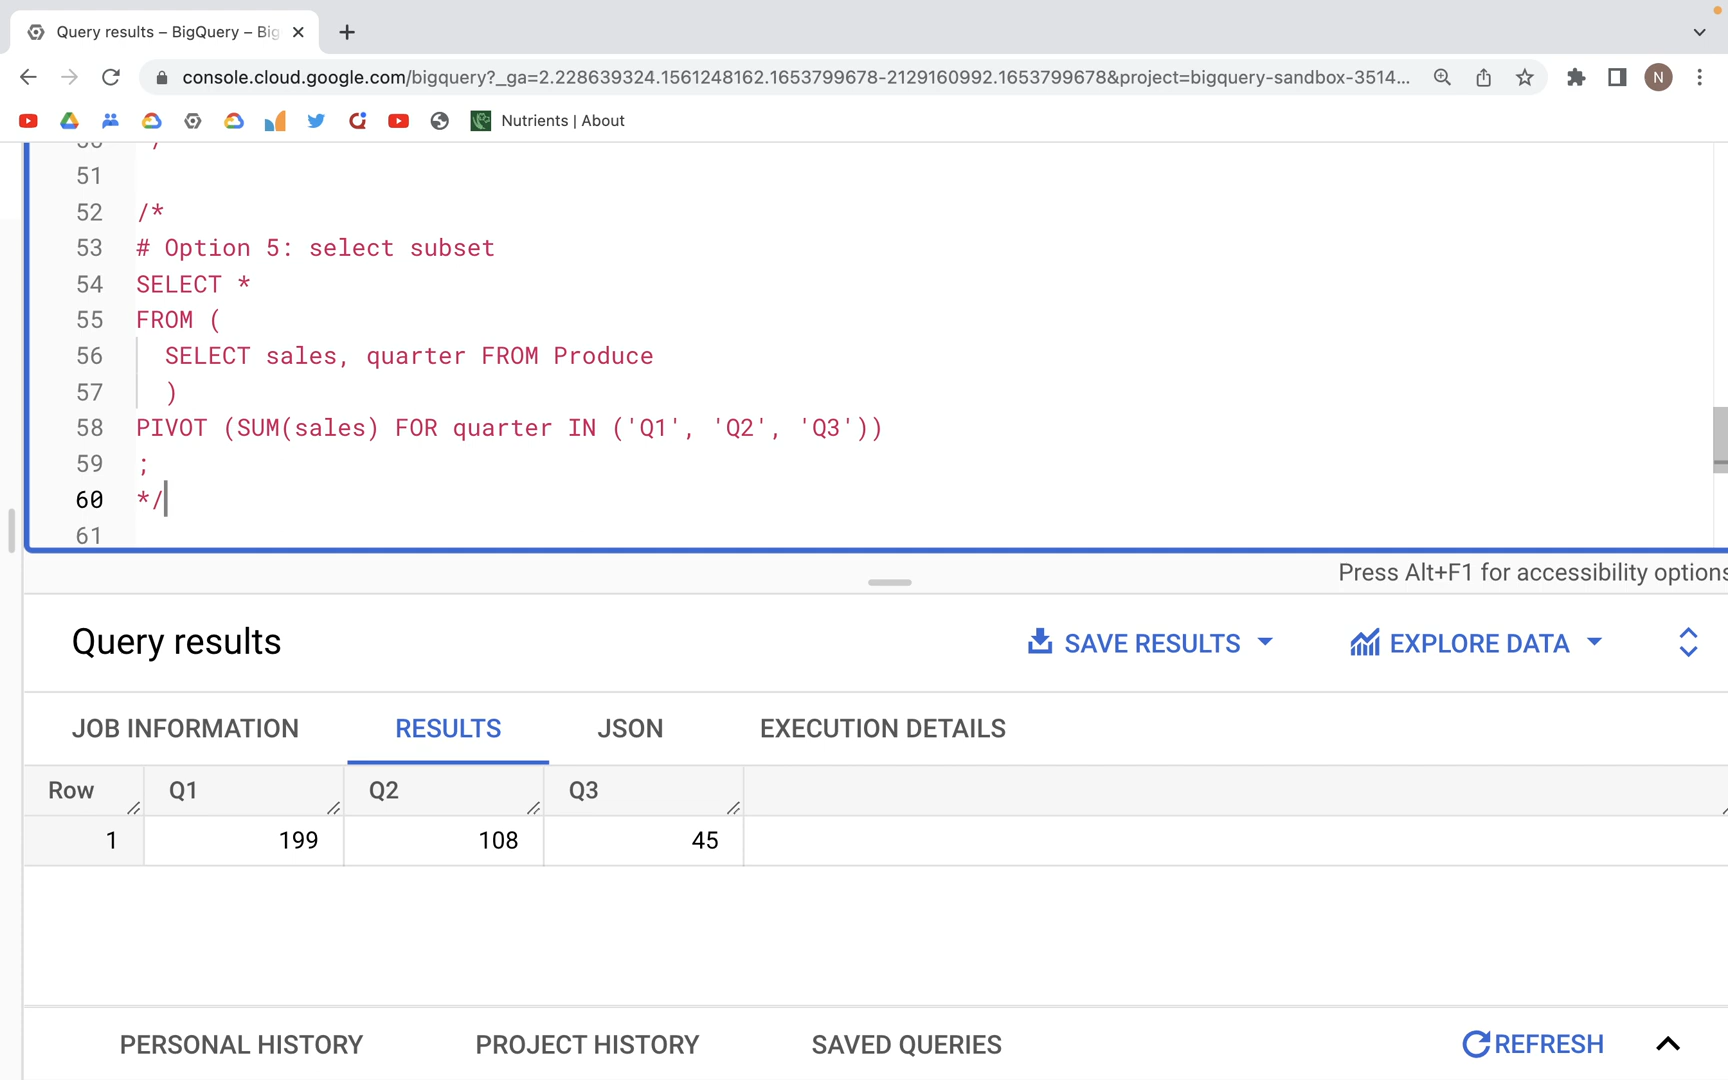 Query results – BigQuery – Big
console.cloud.google.com/bigquery?_ga=2.228639324.1561248162.1653799678-2129160992.1653799678&project=bigquery-sandbox-3514...
N
Nutrients | About
51
52 /*
53 # Option 5: select subset
54 SELECT *
55 FROM (
56 SELECT sales, quarter FROM Produce
57 )
58 PIVOT (SUM(sales) FOR quarter IN ('Q1', 'Q2', 'Q3'))
59 ;
60 */
61
Press Alt+F1 for accessibility options
Query results
SAVE RESULTS
EXPLORE DATA
JOB INFORMATION RESULTS JSON EXECUTION DETAILS
Row Q1 Q2 Q3
1 199 108 45
PERSONAL HISTORY PROJECT HISTORY SAVED QUERIES REFRESH